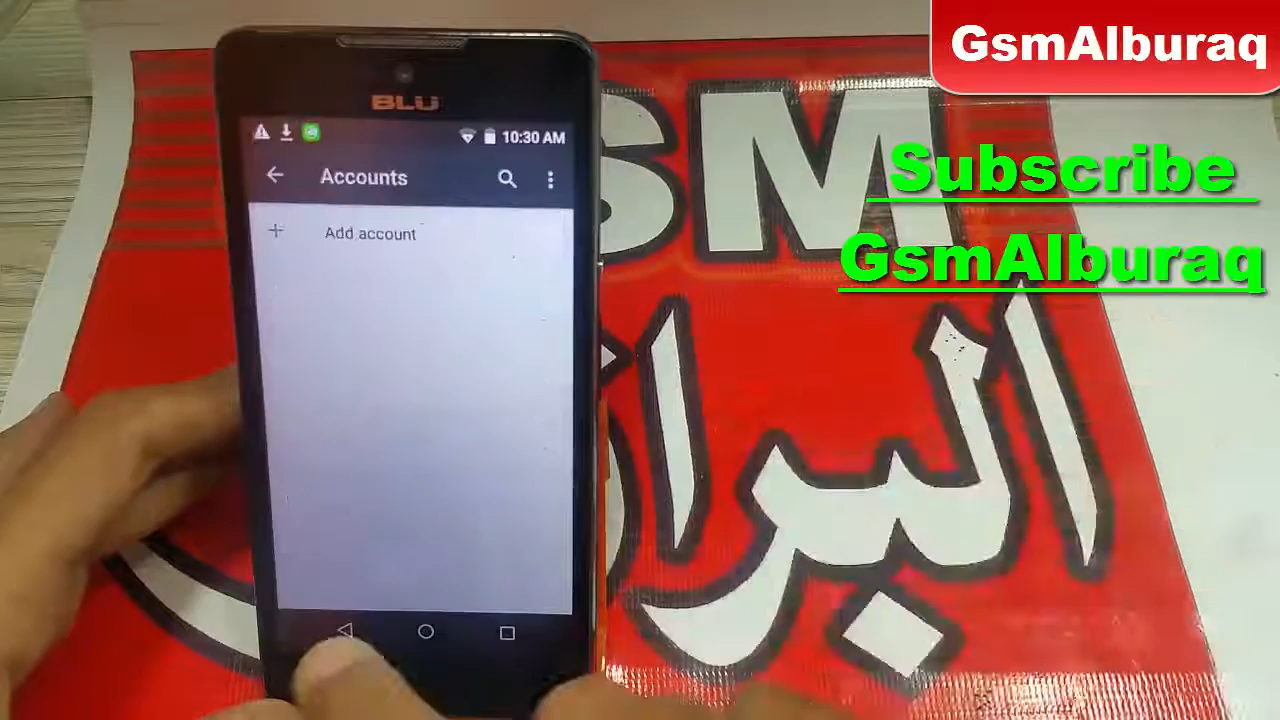 GsmAlburaq
Subscribe
GsmAlburaq
BLU
10:30 AM
Accounts
Add account
SM
البراق